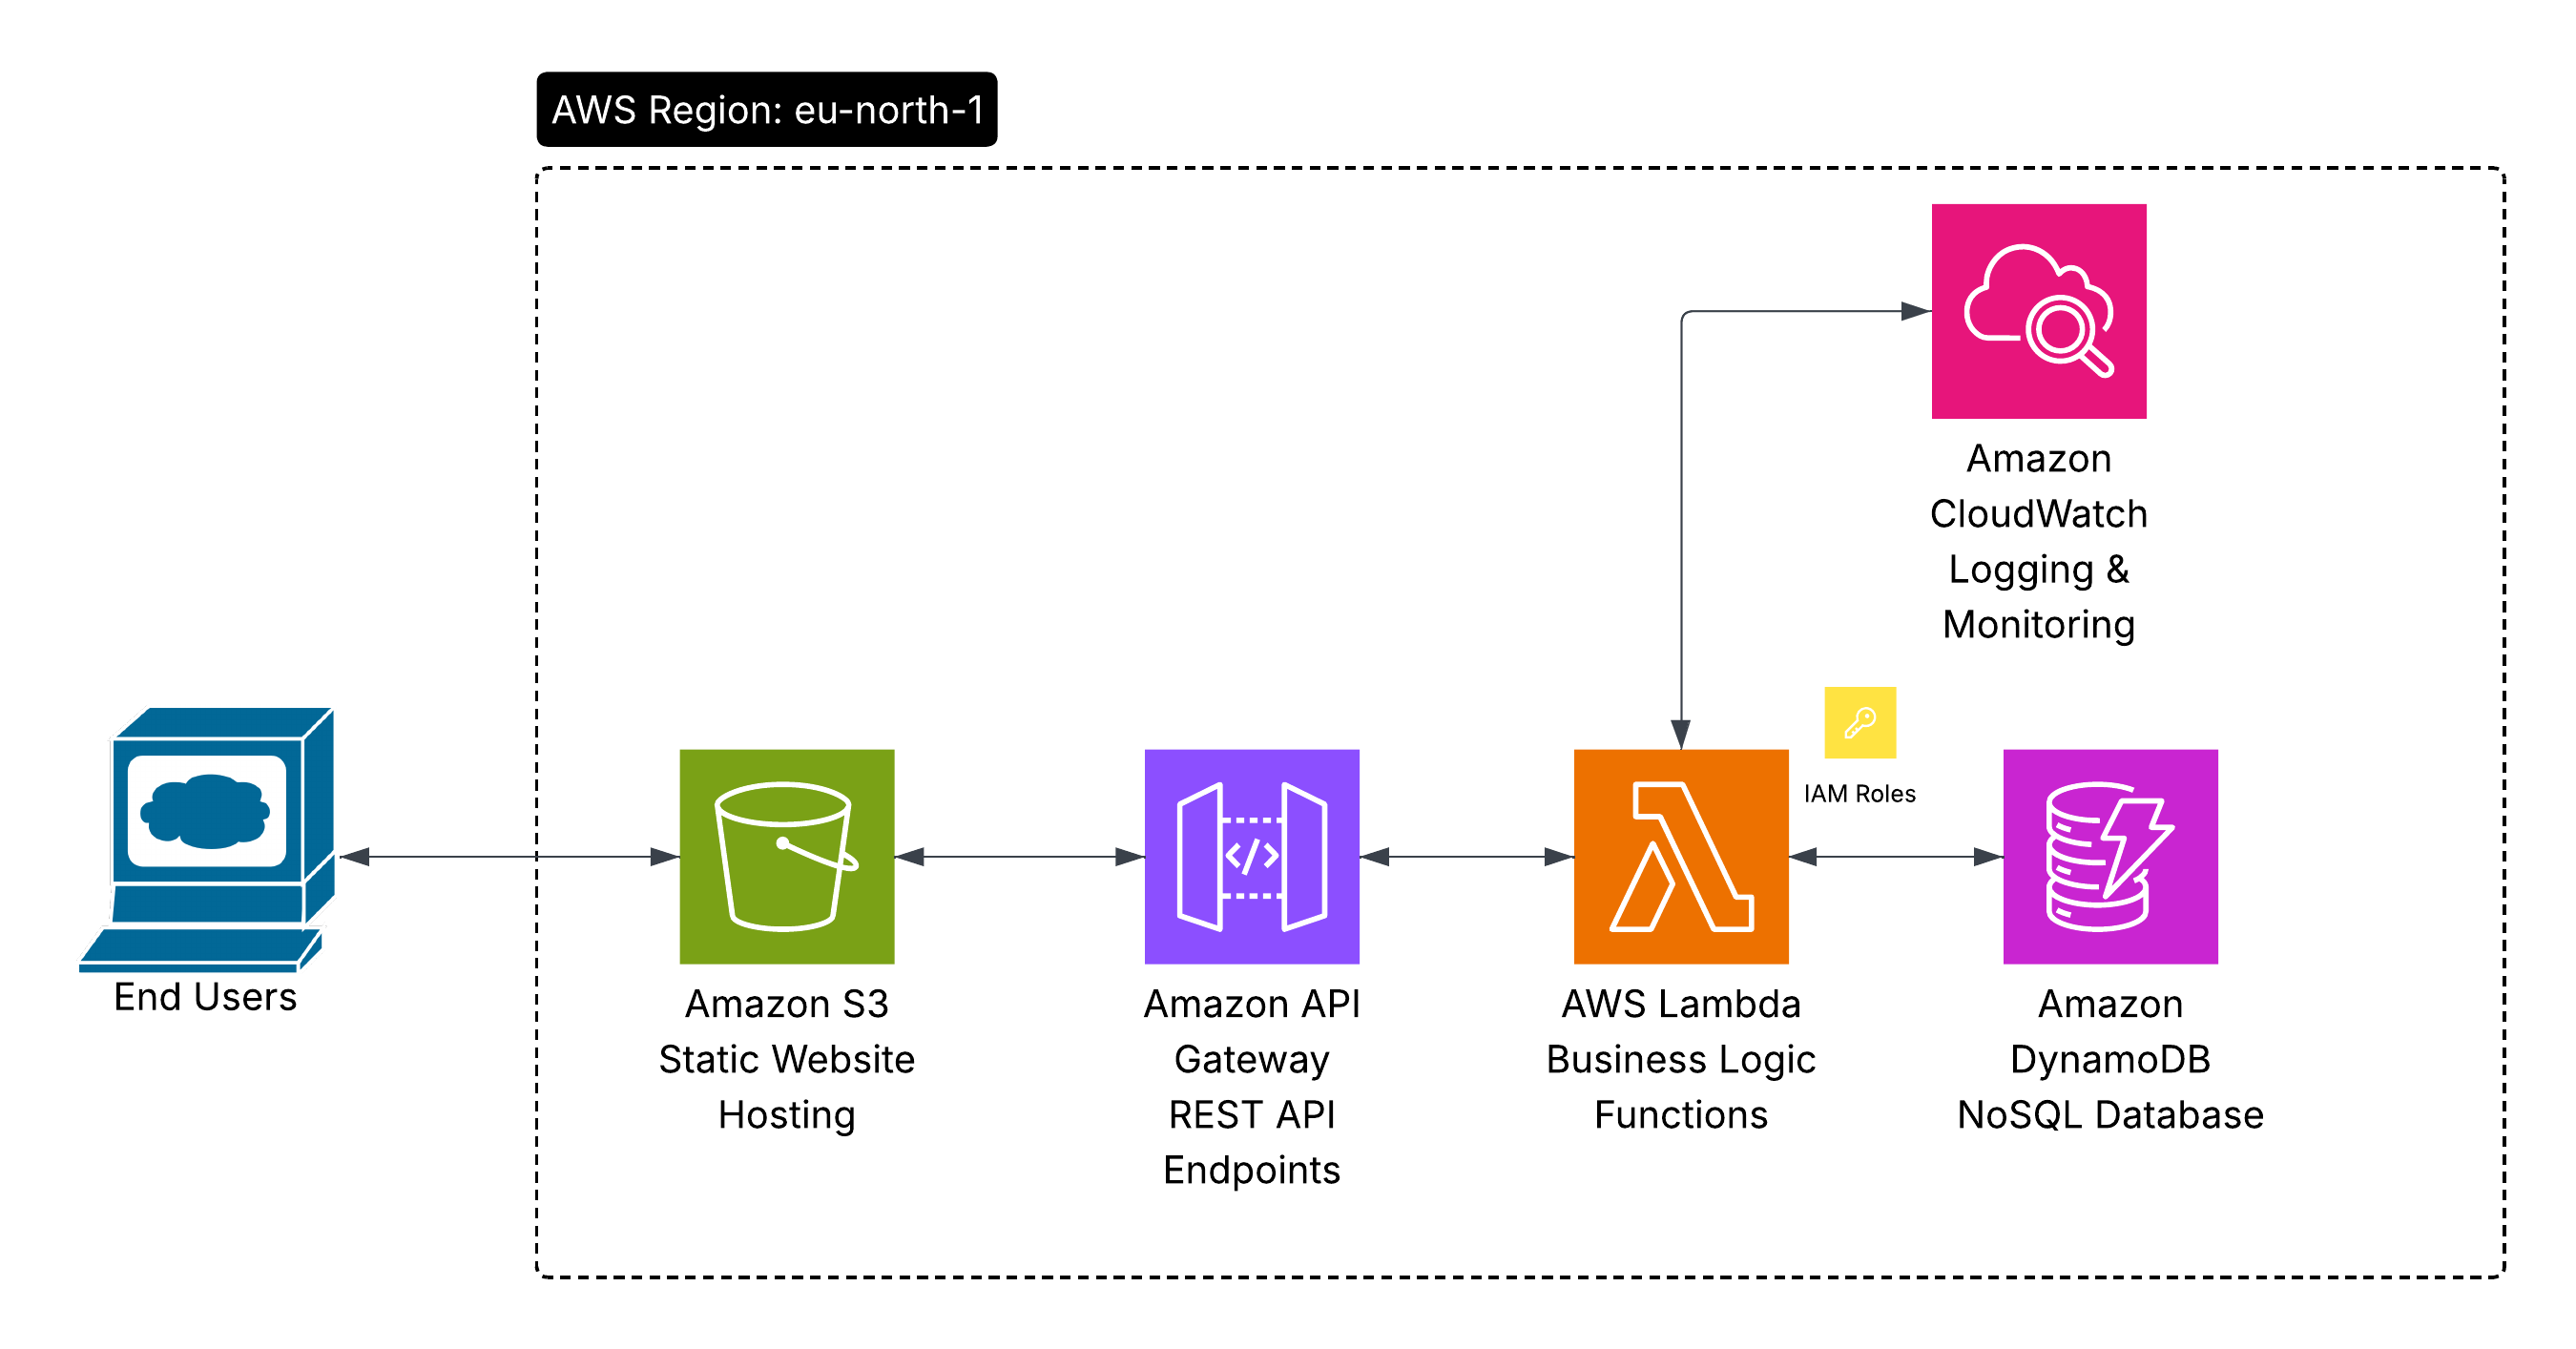 AWS Region: eu-north-1
Amazon
CloudWatch
Logging &
Monitoring
IAM Roles
End Users
Amazon S3
Static Website
Hosting
Amazon API
Gateway
REST API
Endpoints
AWS Lambda
Business Logic
Functions
Amazon
DynamoDB
NoSQL Database